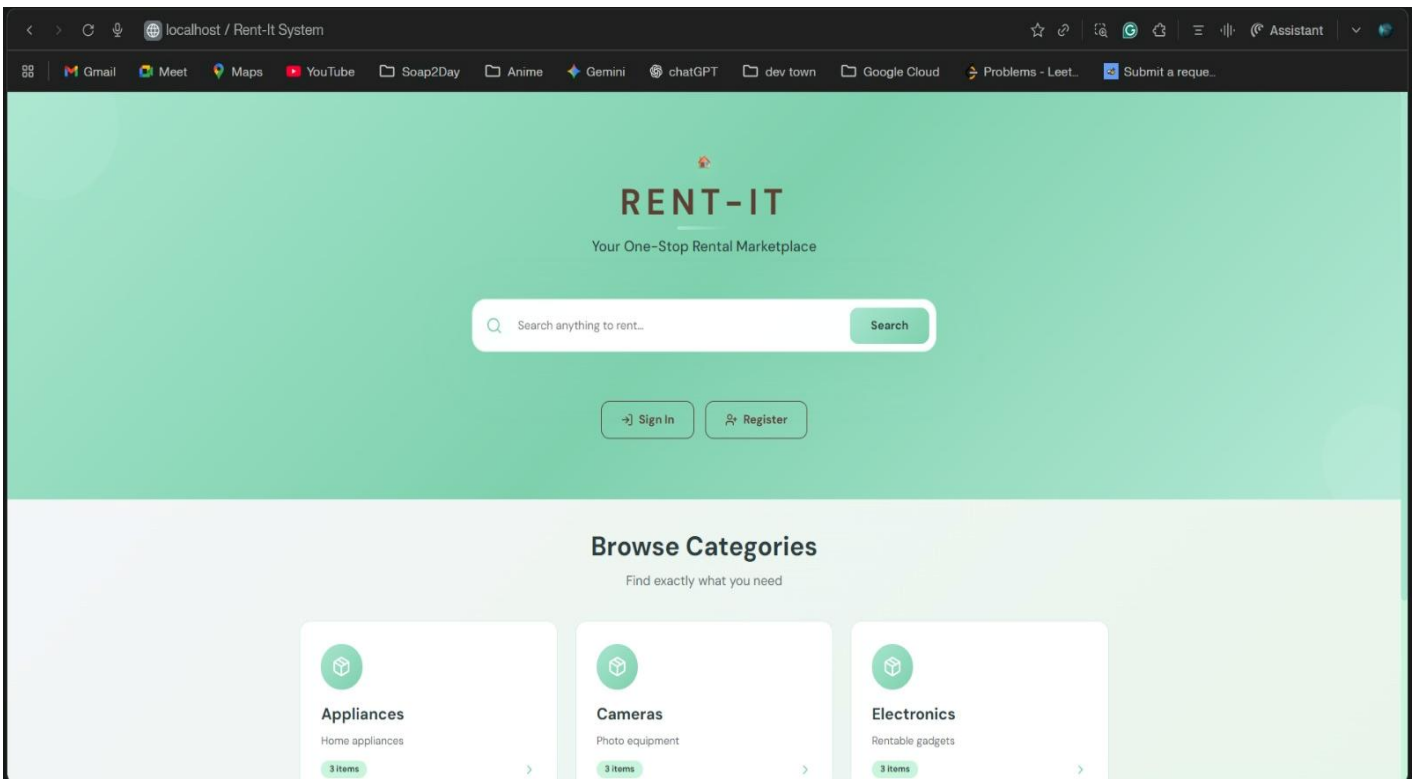 localhost / Rent-It System
Assistant
Gmail Meet Maps YouTube Soap2Day Anime Gemini chatGPT dev town Google Cloud Problems - Leet... Submit a reque...
RENT-IT
Your One-Stop Rental Marketplace
Search anything to rent...
Search
Sign In
Register
Browse Categories
Find exactly what you need
Appliances
Home appliances
3 items
Cameras
Photo equipment
3 items
Electronics
Rentable gadgets
3 items